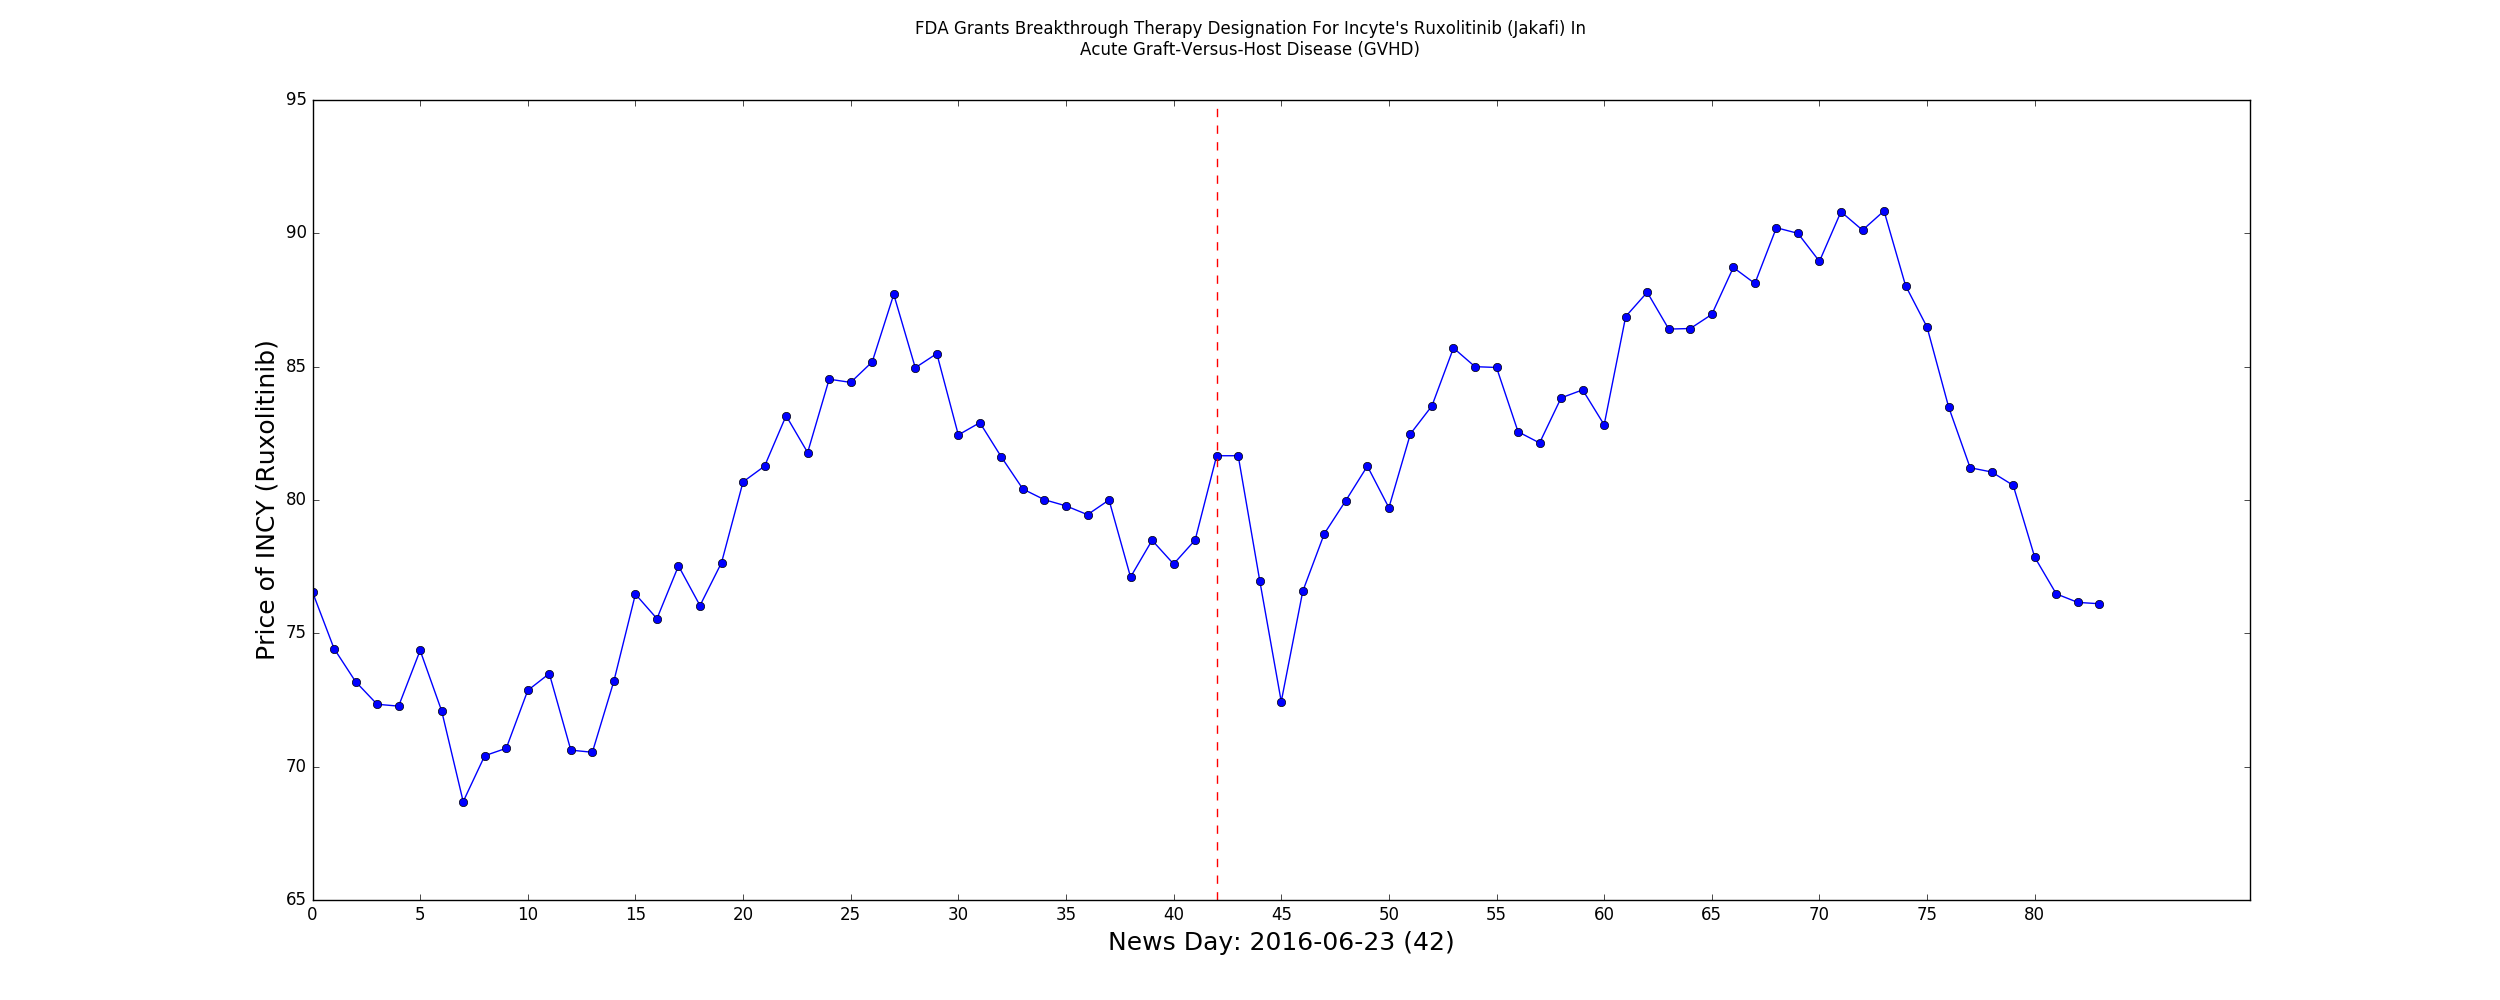 FDA Grants Breakthrough Therapy Designation For Incyte's Ruxolitinib (Jakafi) In
Acute Graft-Versus-Host Disease (GVHD)
95
90
85
80
75
70
65
Price of INCY (Ruxolitinib)
0 5 10 15 20 25 30 35 40 45 50 55 60 65 70 75 80
News Day: 2016-06-23 (42)